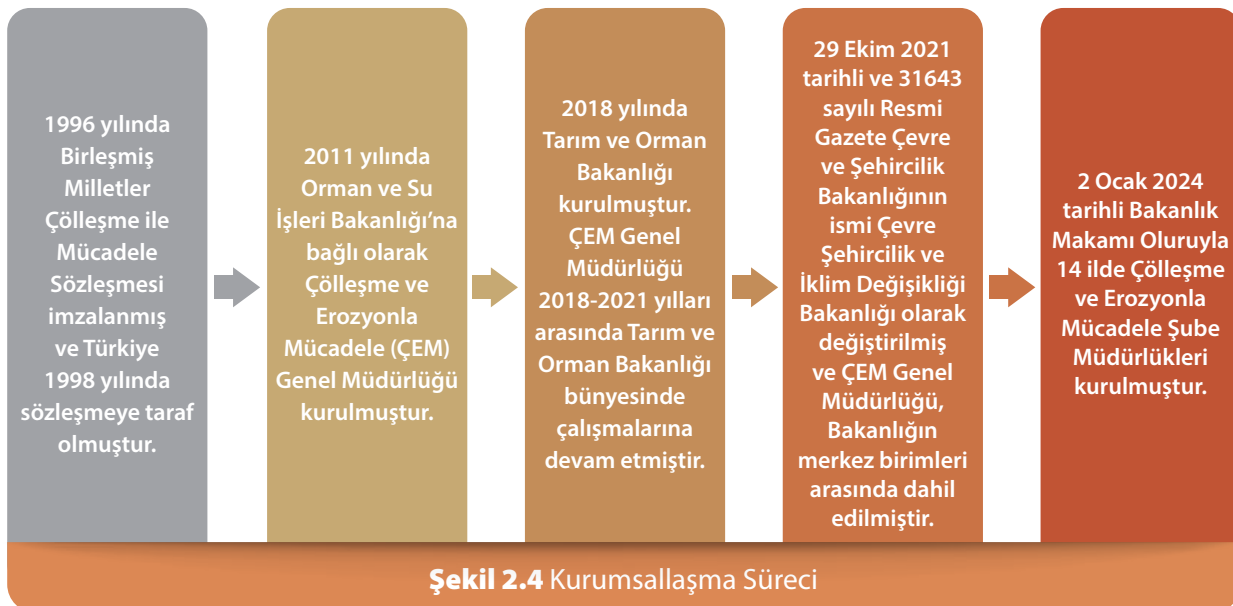 1996 yılında
Birleşmiş
Milletler
Çölleşme ile
Mücadele
Sözleşmesi
imzalanmış
ve Türkiye
1998 yılında
sözleşmeye taraf
olmuştur.
2011 yılında
Orman ve Su
İşleri Bakanlığı’na
bağlı olarak
Çölleşme ve
Erozyonla
Mücadele (ÇEM)
Genel Müdürlüğü
kurulmuştur.
2018 yılında
Tarım ve Orman
Bakanlığı
kurulmuştur.
ÇEM Genel
Müdürlüğü
2018-2021 yılları
arasında Tarım ve
Orman Bakanlığı
bünyesinde
çalışmalarına
devam etmiştir.
29 Ekim 2021
tarihli ve 31643
sayılı Resmi
Gazete Çevre
ve Şehircilik
Bakanlığının
ismi Çevre
Şehircilik ve
İklim Değişikliği
Bakanlığı olarak
değiştirilmiş
ve ÇEM Genel
Müdürlüğü,
Bakanlığın
merkez birimleri
arasında dahil
edilmiştir.
2 Ocak 2024
tarihli Bakanlık
Makamı Oluruyla
14 ilde Çölleşme
ve Erozyonla
Mücadele Şube
Müdürlükleri
kurulmuştur.
Şekil 2.4 Kurumsallaşma Süreci